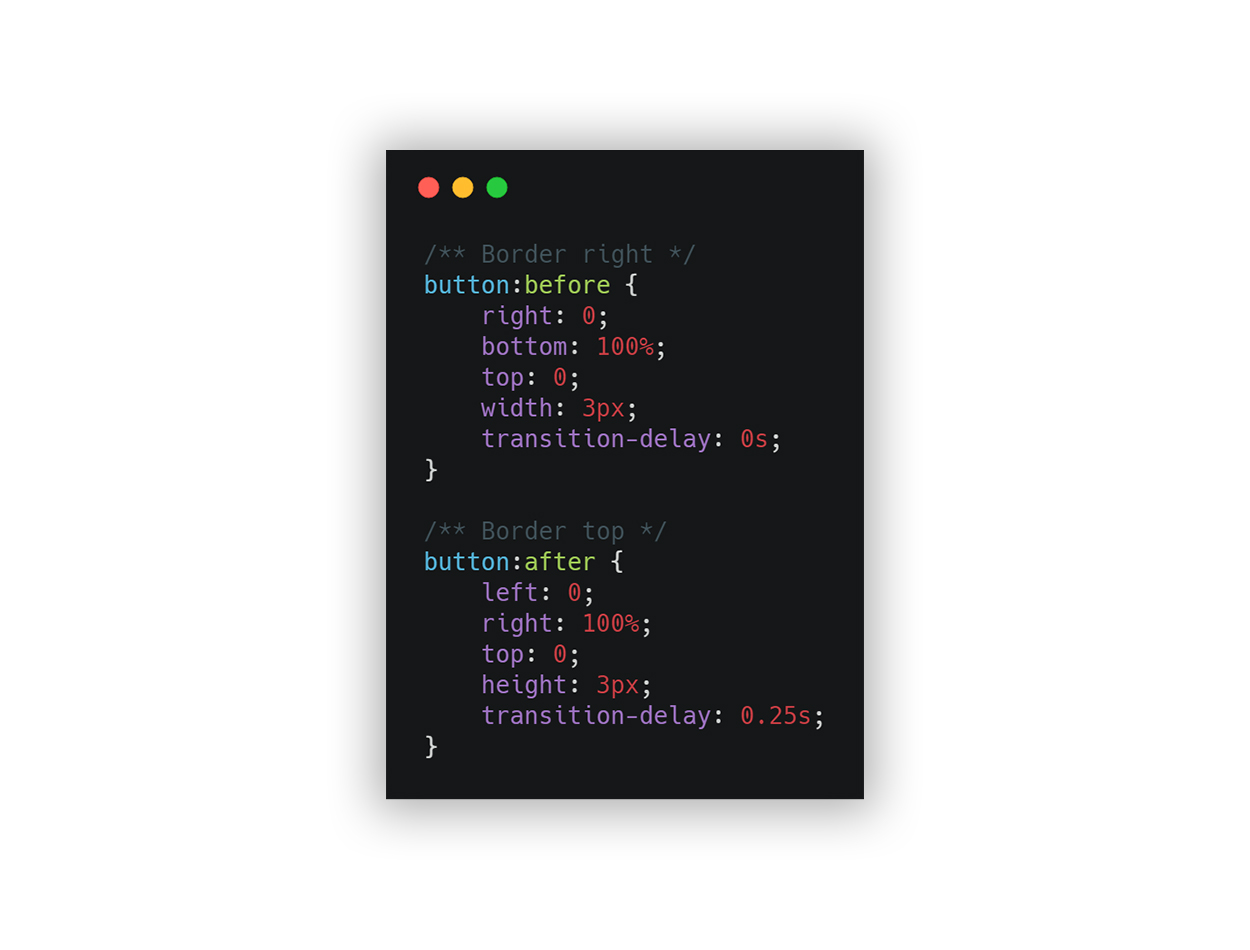 /** Border right */
button:before {
    right: 0;
    bottom: 100%;
    top: 0;
    width: 3px;
    transition-delay: 0s;
}

/** Border top */
button:after {
    left: 0;
    right: 100%;
    top: 0;
    height: 3px;
    transition-delay: 0.25s;
}